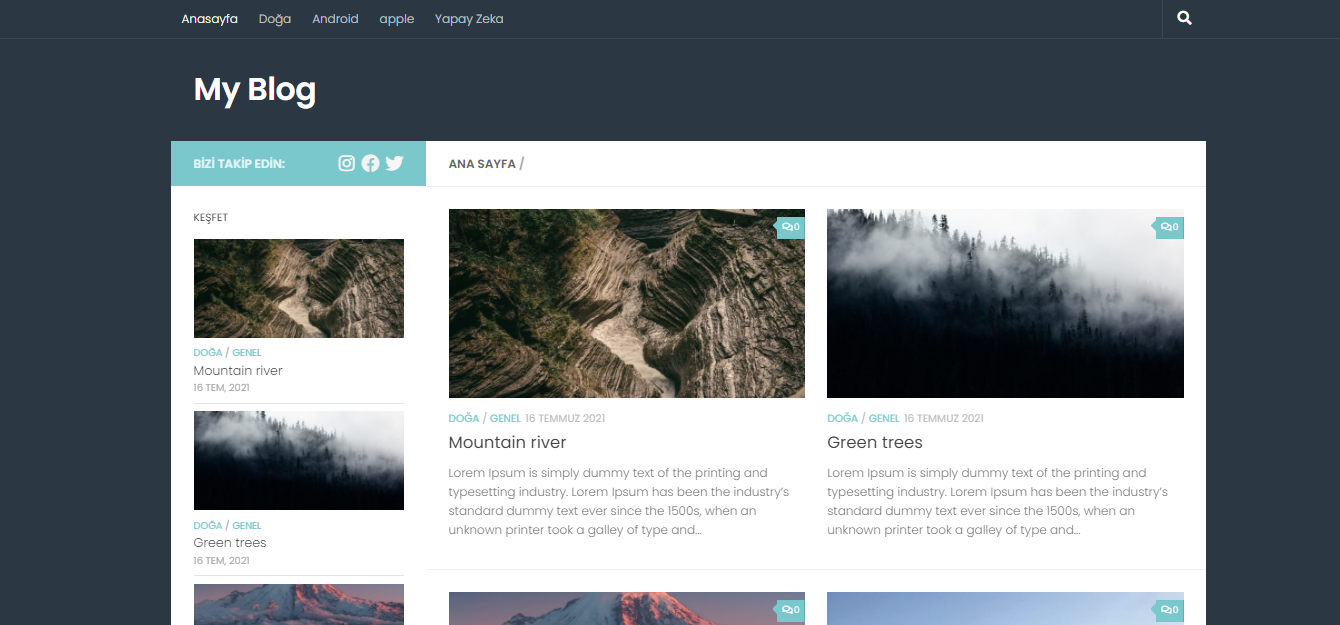 Anasayfa Doğa Android apple Yapay Zeka
My Blog
BİZİ TAKİP EDİN:
ANA SAYFA /
KEŞFET
DOĞA / GENEL
Mountain river
16 TEM, 2021
DOĞA / GENEL
Green trees
16 TEM, 2021
0
DOĞA / GENEL 16 TEMMUZ 2021
Mountain river
Lorem Ipsum is simply dummy text of the printing and
typesetting industry. Lorem Ipsum has been the industry’s
standard dummy text ever since the 1500s, when an
unknown printer took a galley of type and…
0
DOĞA / GENEL 16 TEMMUZ 2021
Green trees
Lorem Ipsum is simply dummy text of the printing and
typesetting industry. Lorem Ipsum has been the industry’s
standard dummy text ever since the 1500s, when an
unknown printer took a galley of type and…
0
0